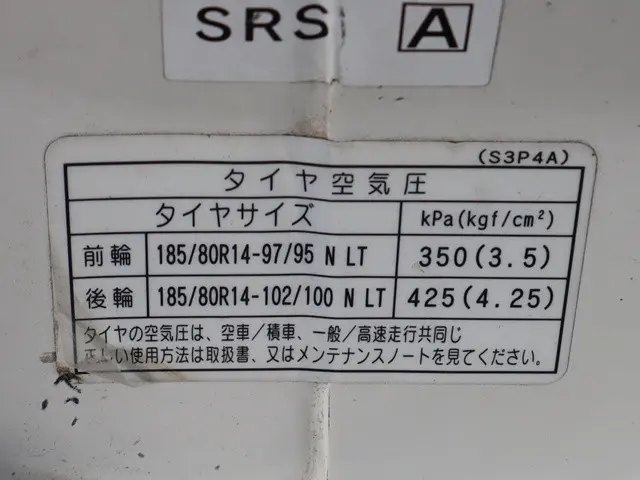 SRS A
(S3P4A)
タイヤ空気圧
タイヤサイズ kPa(kgf/cm²)
前輪 185/80R14-97/95 N LT 350(3.5)
後輪 185/80R14-102/100 N LT 425(4.25)
タイヤの空気圧は、空車／積車、一般／高速走行共同じ
正しい使用方法は取扱書、又はメンテナンスノートを見てください。